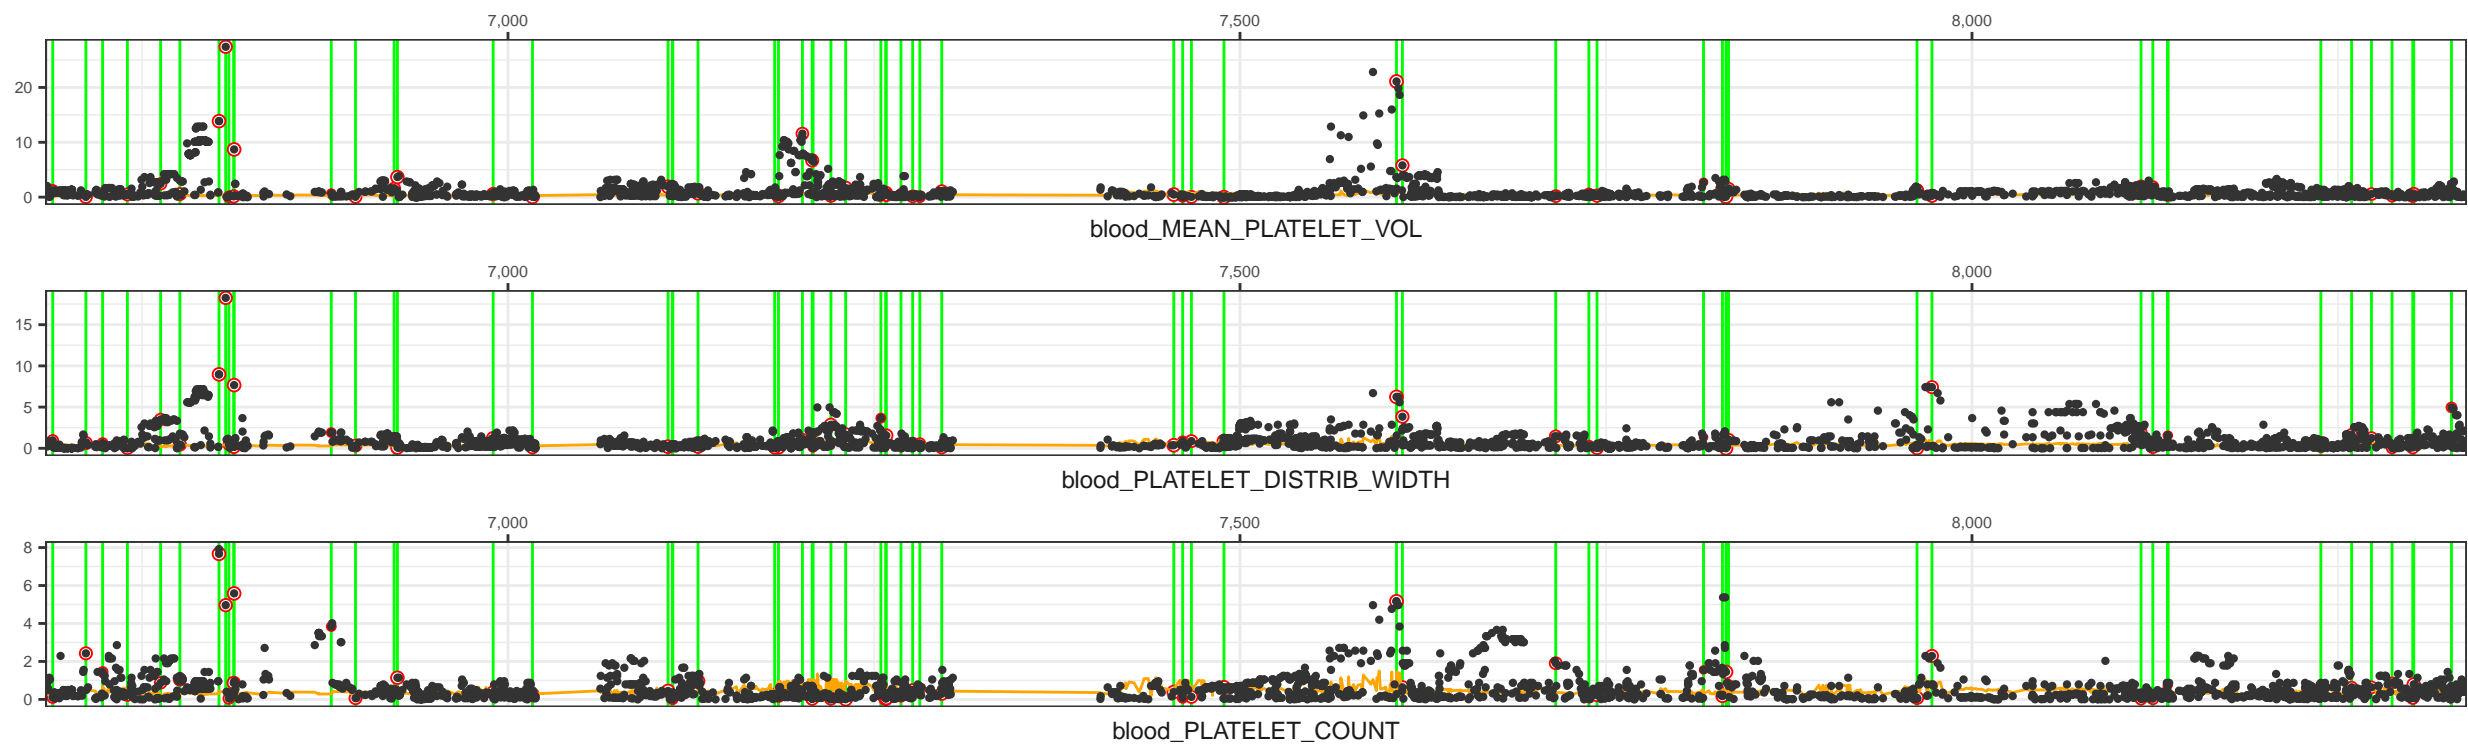 7,000 7,500 8,000
20
10
0
blood_MEAN_PLATELET_VOL
7,000 7,500 8,000
15
10
5
0
blood_PLATELET_DISTRIB_WIDTH
7,000 7,500 8,000
8
6
4
2
0
blood_PLATELET_COUNT